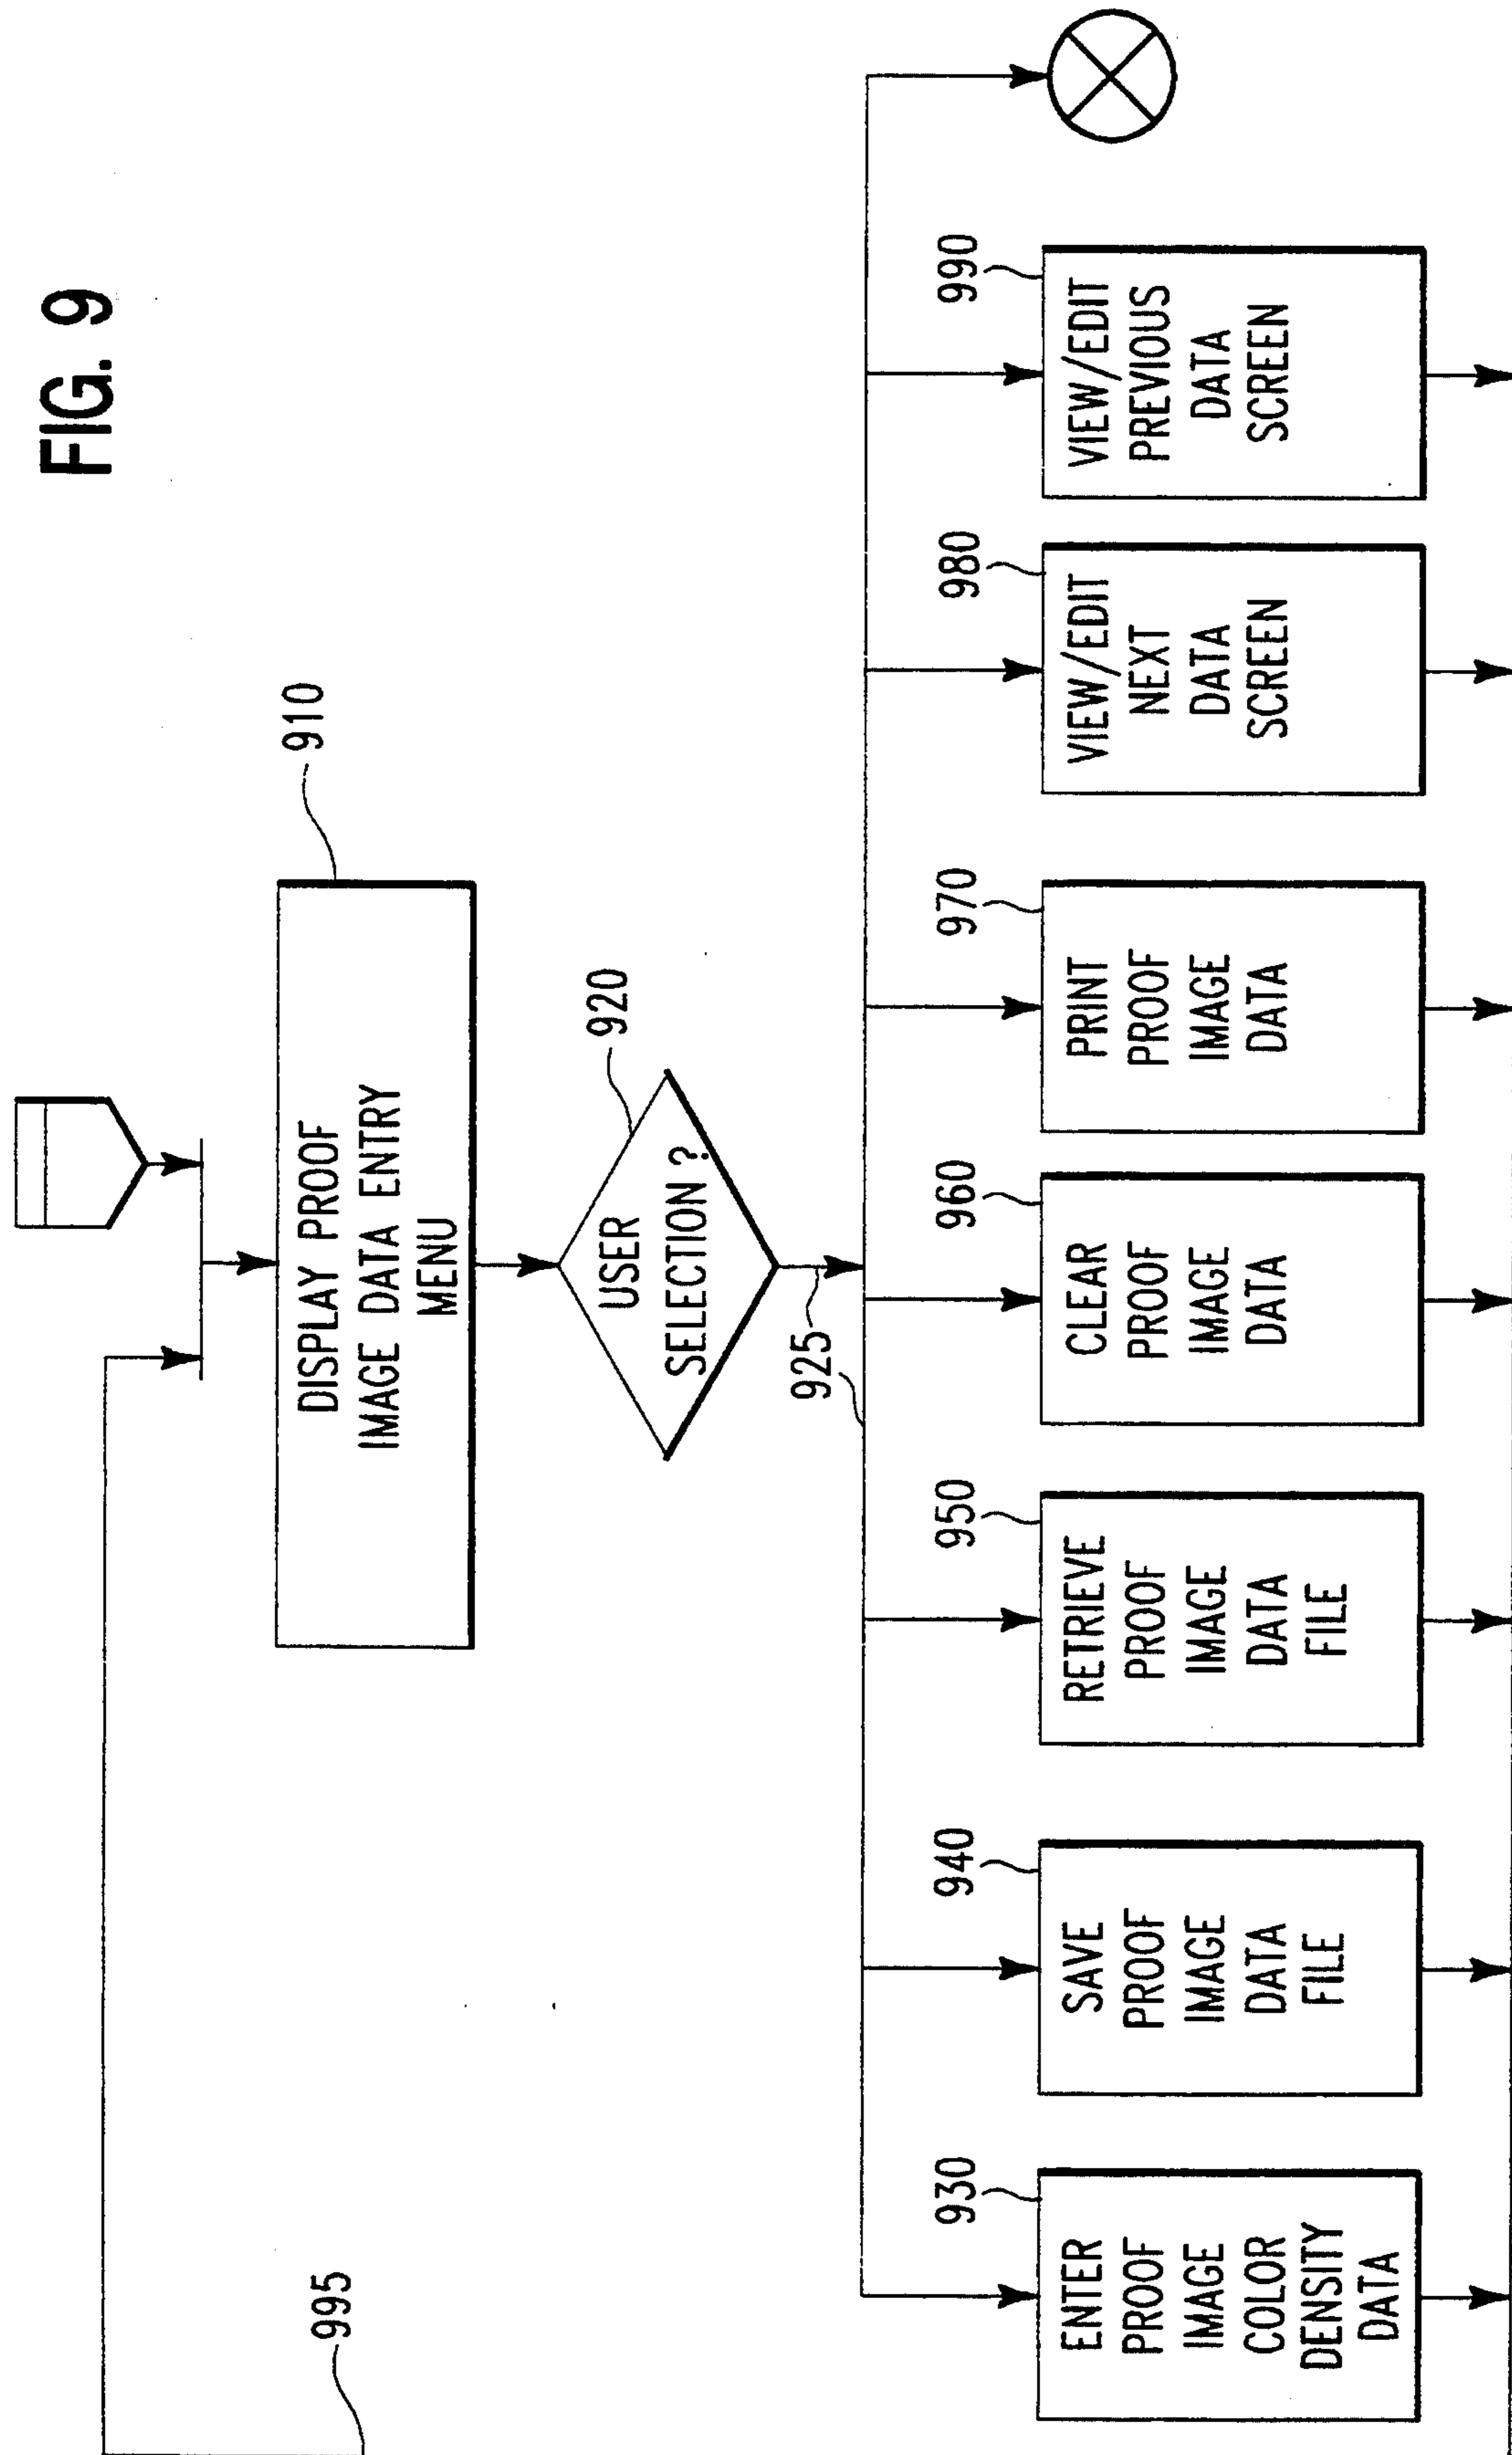 FIG. 9
995
910
DISPLAY PROOF
IMAGE DATA ENTRY
MENU
920
USER
SELECTION ?
925
930
ENTER
PROOF
IMAGE
COLOR
DENSITY
DATA
940
SAVE
PROOF
IMAGE
DATA
FILE
950
RETRIEVE
PROOF
IMAGE
DATA
FILE
960
CLEAR
PROOF
IMAGE
DATA
970
PRINT
PROOF
IMAGE
DATA
980
VIEW/EDIT
NEXT
DATA
SCREEN
990
VIEW/EDIT
PREVIOUS
DATA
SCREEN